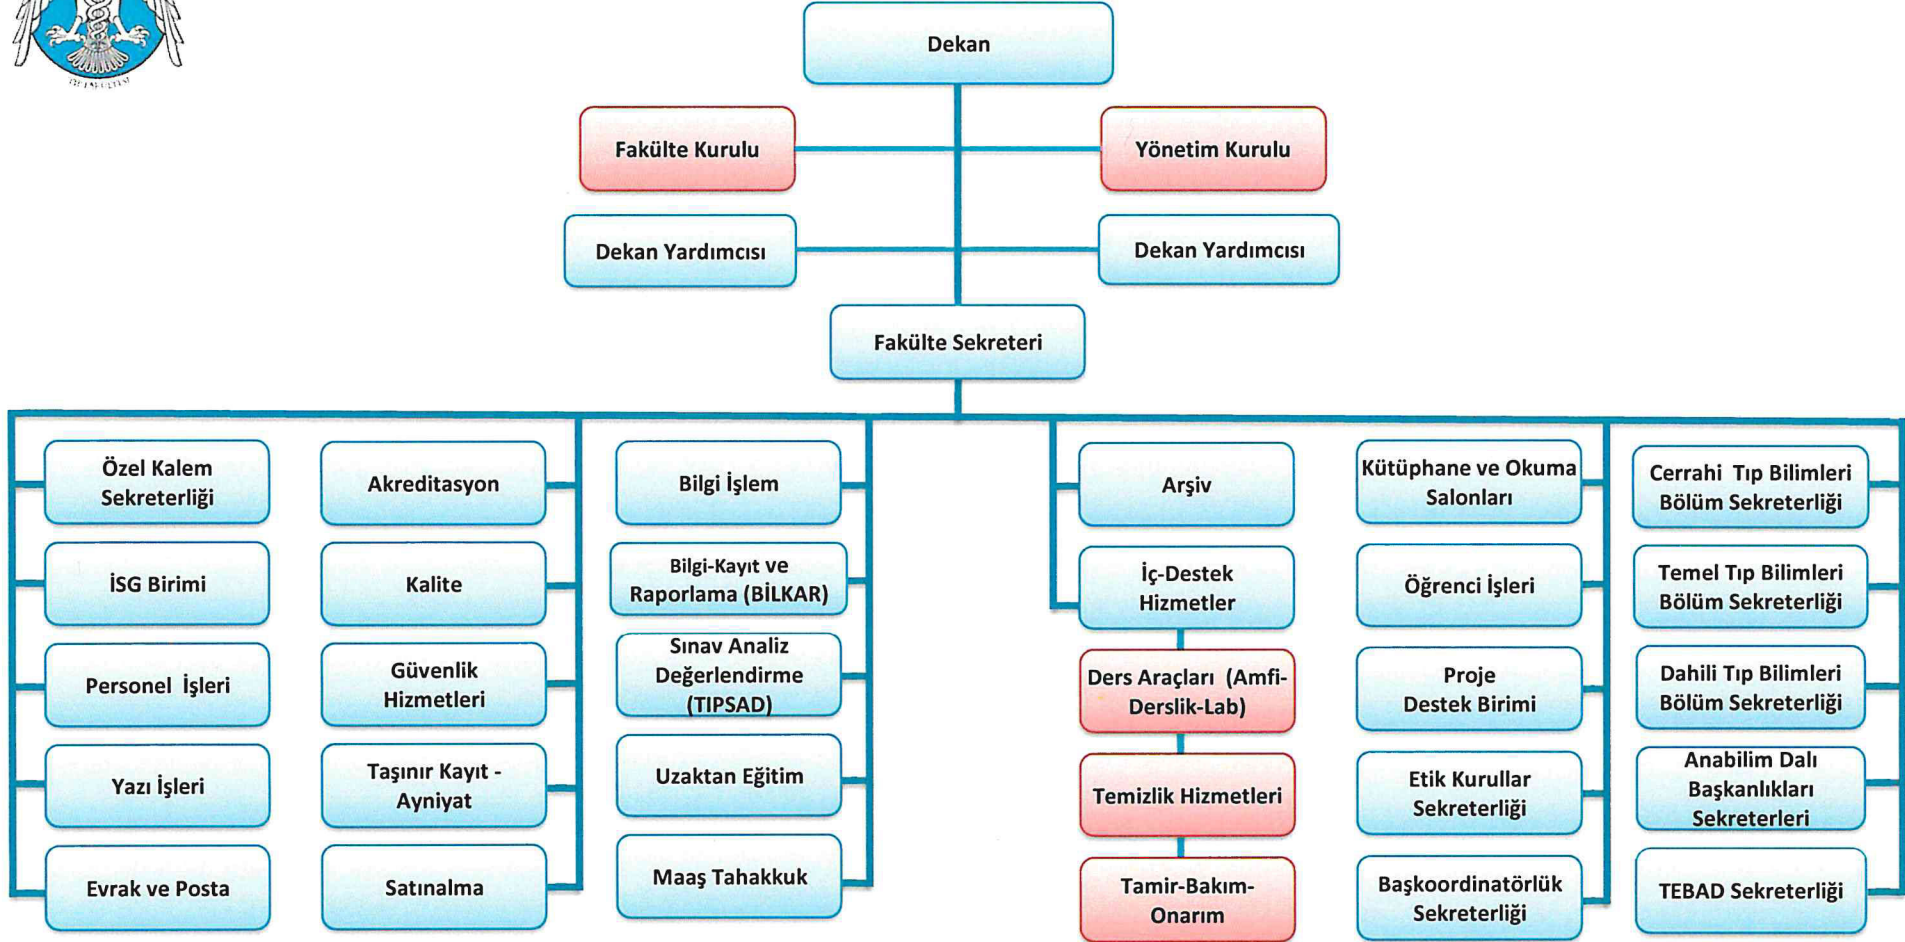 TIP FAKÜLTESİ
Dekan
Fakülte Kurulu
Yönetim Kurulu
Dekan Yardımcısı
Dekan Yardımcısı
Fakülte Sekreteri
Özel Kalem
Sekreterliği
İSG Birimi
Personel İşleri
Yazı İşleri
Evrak ve Posta
Akreditasyon
Kalite
Güvenlik
Hizmetleri
Taşınır Kayıt -
Ayniyat
Satınalma
Bilgi İşlem
Bilgi-Kayıt ve
Raporlama (BİLKAR)
Sınav Analiz
Değerlendirme
(TIPSAD)
Uzaktan Eğitim
Maaş Tahakkuk
Arşiv
İç-Destek
Hizmetler
Ders Araçları (Amfi-
Derslik-Lab)
Temizlik Hizmetleri
Tamir-Bakım-
Onarım
Kütüphane ve Okuma
Salonları
Öğrenci İşleri
Proje
Destek Birimi
Etik Kurullar
Sekreterliği
Başkoordinatörlük
Sekreterliği
Cerrahi Tıp Bilimleri
Bölüm Sekreterliği
Temel Tıp Bilimleri
Bölüm Sekreterliği
Dahili Tıp Bilimleri
Bölüm Sekreterliği
Anabilim Dalı
Başkanlıkları
Sekreterleri
TEBAD Sekreterliği